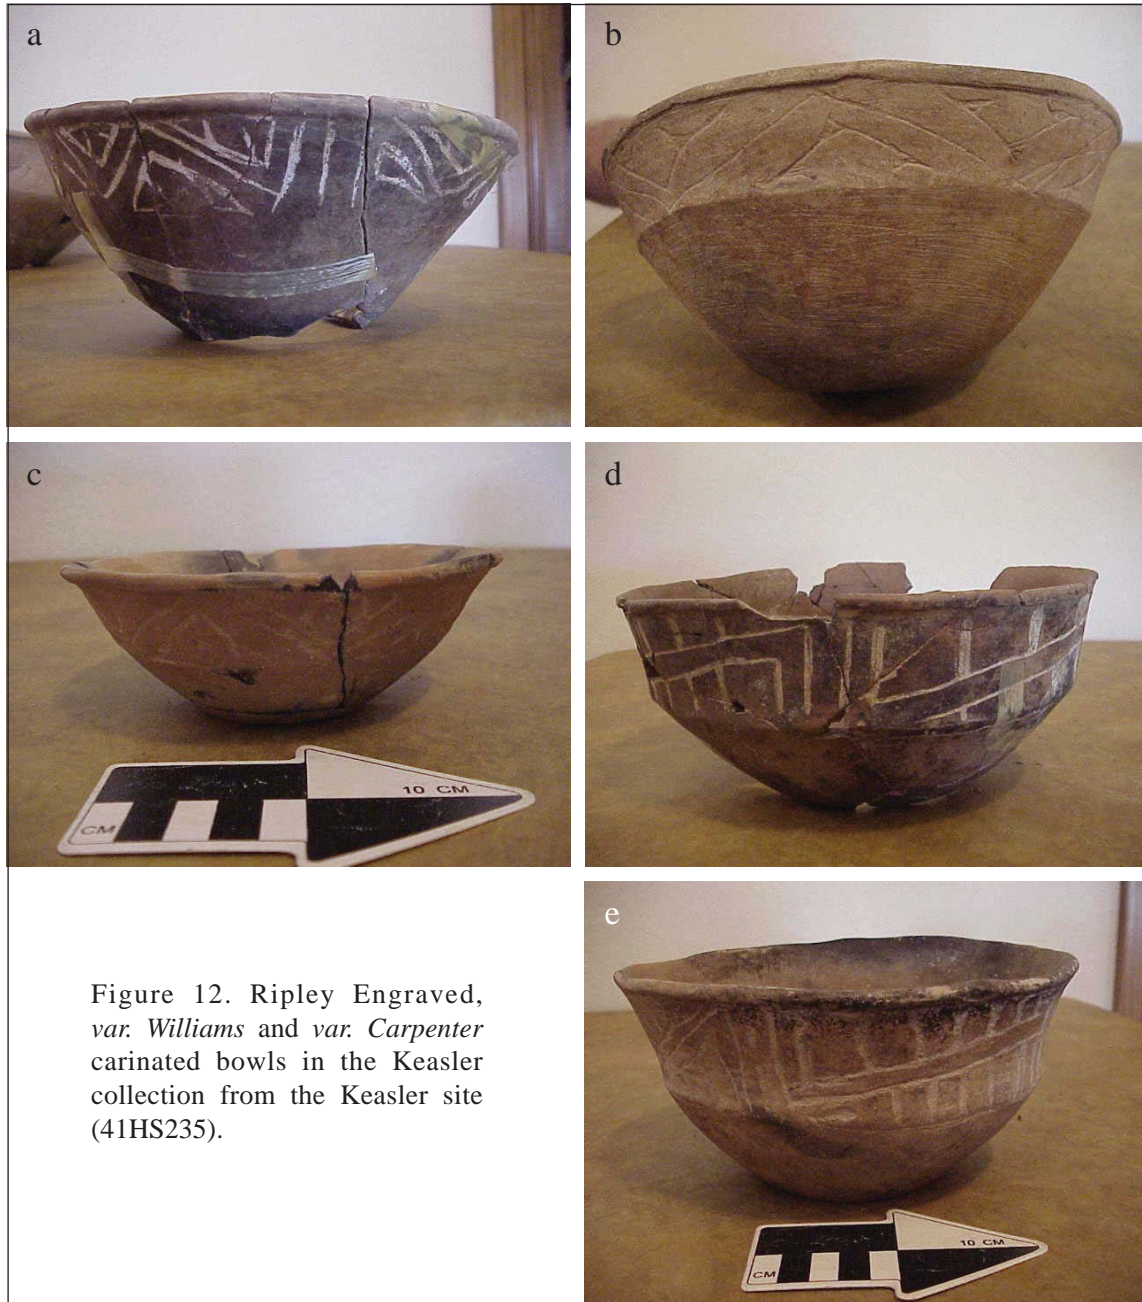 a
b
c
10 CM
CM
d
e
10 CM
CM
Figure 12. Ripley Engraved,
var. Williams and var. Carpenter
carinated bowls in the Keasler
collection from the Keasler site
(41HS235).